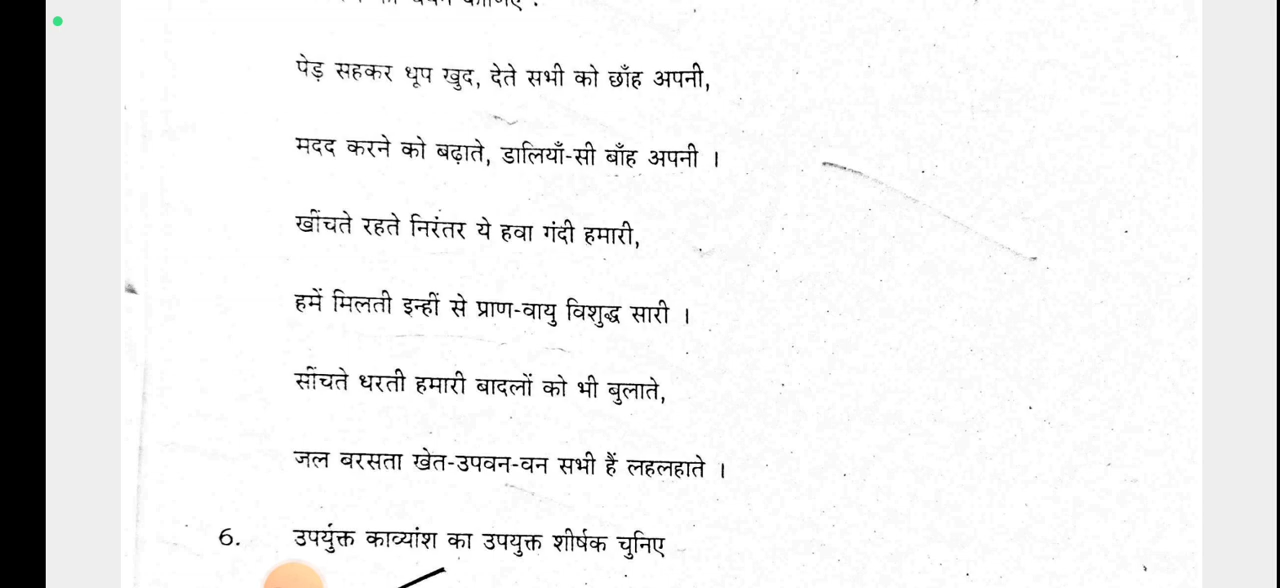 पेड़ सहकर धूप खुद, देते सभी को छाँह अपनी,
मदद करने को बढ़ाते, डालियाँ-सी बाँह अपनी ।
खींचते रहते निरंतर ये हवा गंदी हमारी,
हमें मिलती इन्हीं से प्राण-वायु विशुद्ध सारी ।
सींचते धरती हमारी बादलों को भी बुलाते,
जल बरसता खेत-उपवन-वन सभी हैं लहलहाते ।
6. उपर्युक्त काव्यांश का उपयुक्त शीर्षक चुनिए